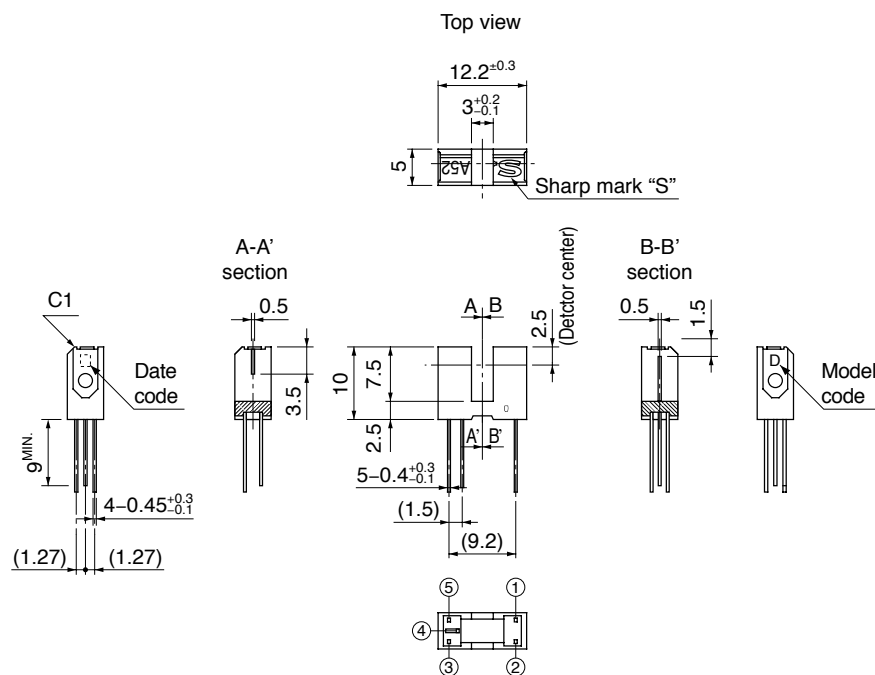 Top view
12.2±0.3
3+0.2−0.1
5
A52
S
Sharp mark “S”
A-A’
section
B-B’
section
C1
0.5
A B
2.5
(Detctor center)
0.5
1.5
Date
code
3.5
10
7.5
D
Model
code
0
2.5
A’ B’
9MIN.
5−0.4+0.3−0.1
4−0.45+0.3−0.1
(1.5)
(9.2)
(1.27) (1.27)
⑤ ①
④
③ ②